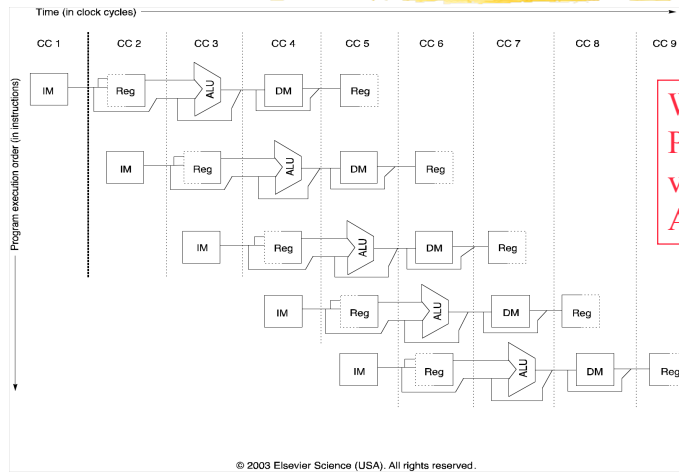 Time (in clock cycles)
CC 1 CC 2 CC 3 CC 4 CC 5 CC 6 CC 7 CC 8 CC 9
Program execution order (in instructions)
IM Reg ALU DM Reg
IM Reg ALU DM Reg
IM Reg ALU DM Reg
IM Reg ALU DM Reg
IM Reg ALU DM Reg
© 2003 Elsevier Science (USA). All rights reserved.